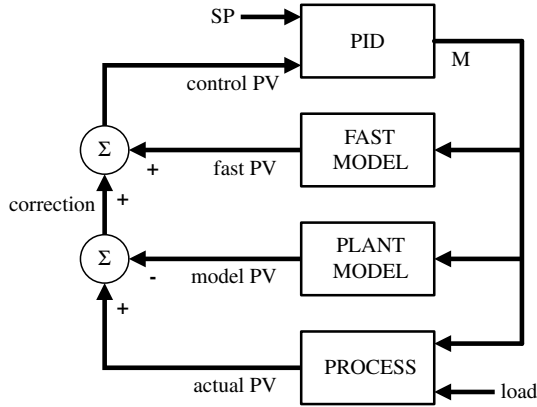 SP
PID
M
control PV
Σ
+
fast PV
FAST
MODEL
correction
+
Σ
-
model PV
PLANT
MODEL
+
actual PV
PROCESS
load